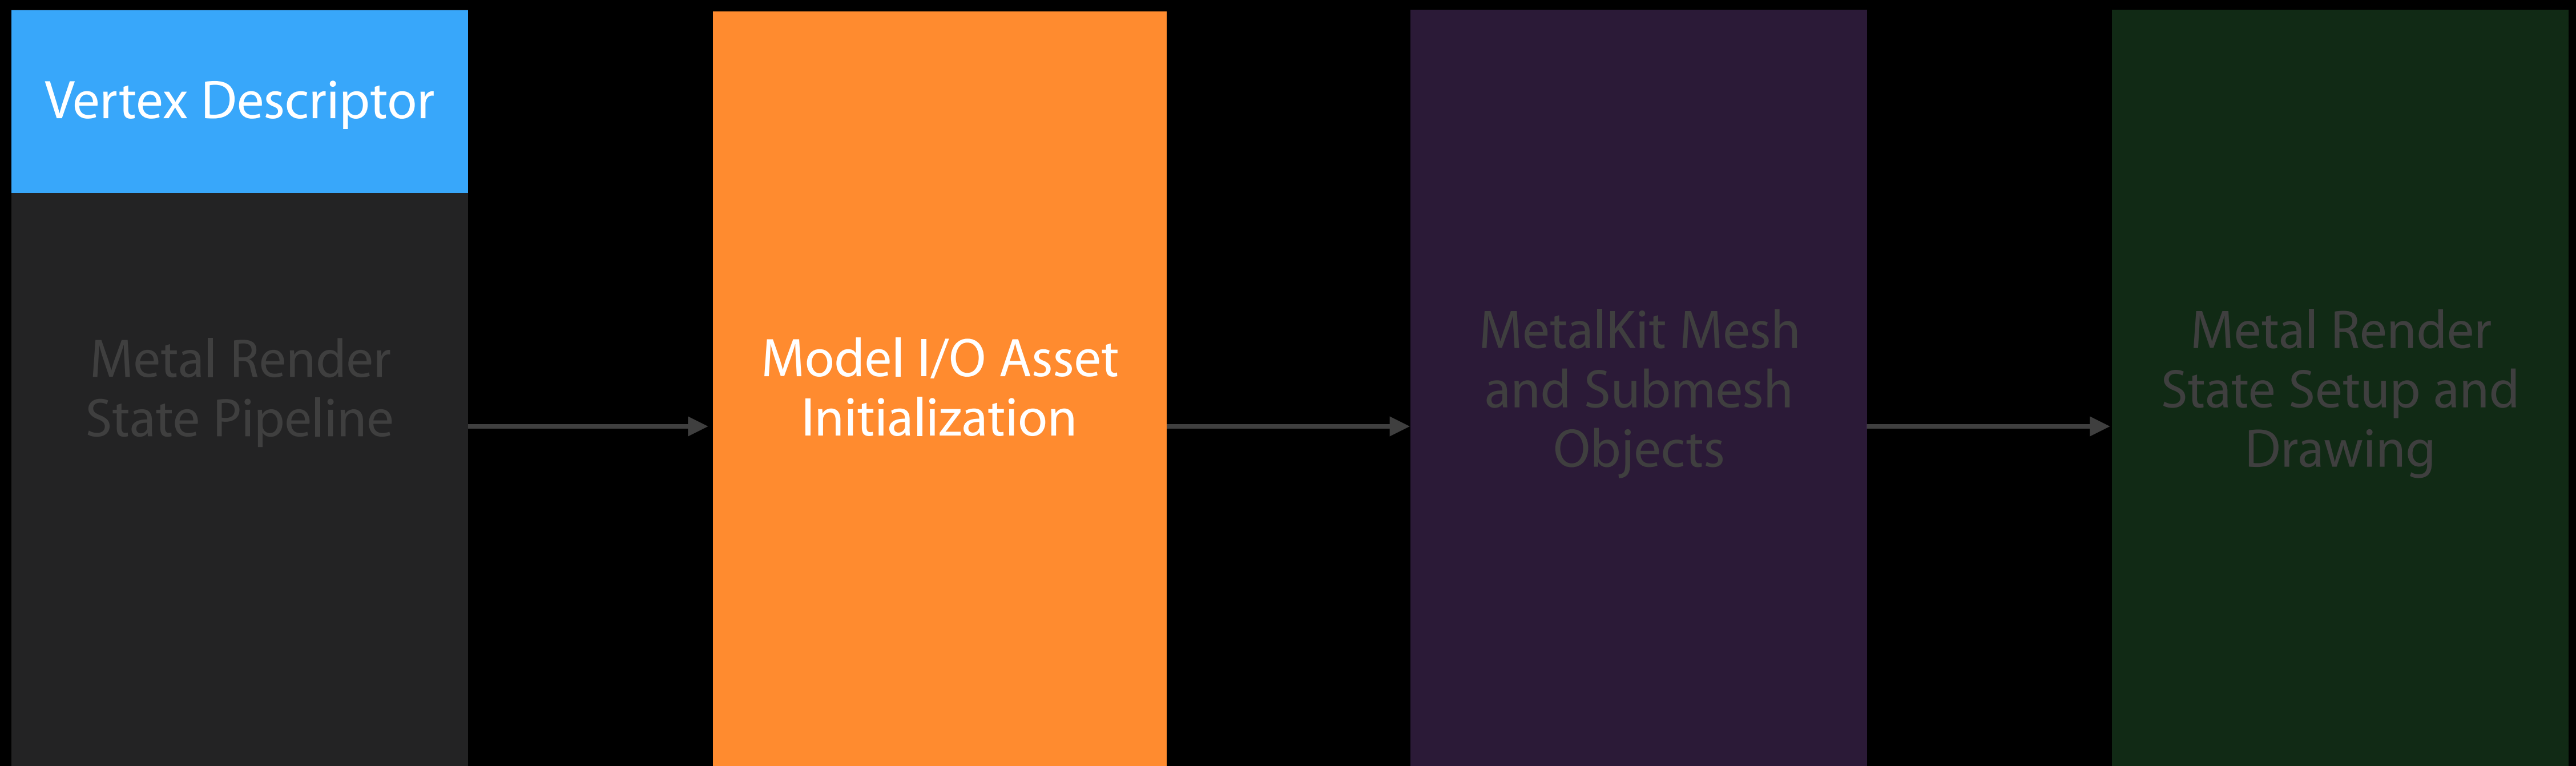 Vertex Descriptor
Metal Render
State Pipeline
Model I/O Asset
Initialization
MetalKit Mesh
and Submesh
Objects
Metal Render
State Setup and
Drawing